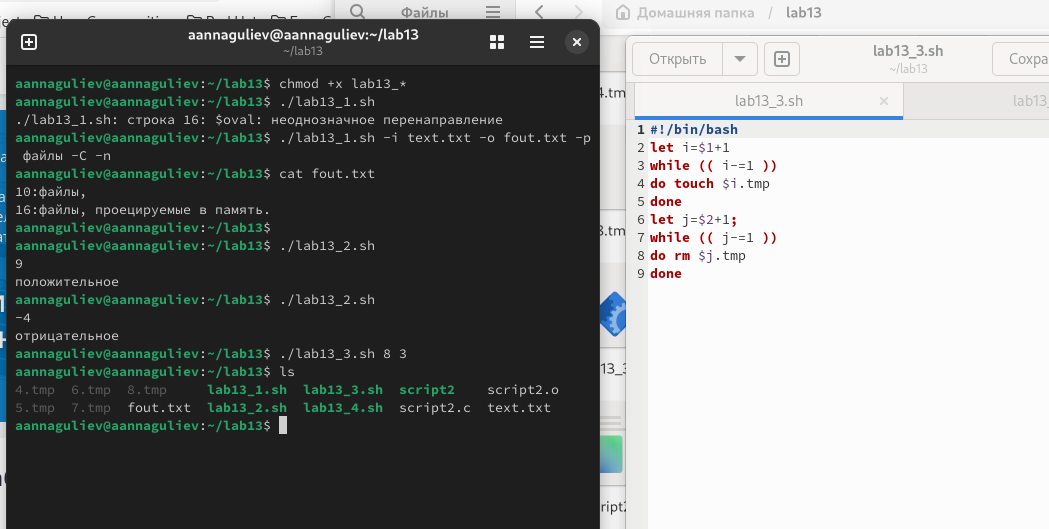 Файлы
Домашняя папка / lab13
aannaguliev@aannaguliev:~/lab13
~/lab13
aannaguliev@aannaguliev:~/lab13$ chmod +x lab13_*
aannaguliev@aannaguliev:~/lab13$ ./lab13_1.sh
./lab13_1.sh: строка 16: $oval: неоднозначное перенаправление
aannaguliev@aannaguliev:~/lab13$ ./lab13_1.sh -i text.txt -o fout.txt -p
файлы -C -n
aannaguliev@aannaguliev:~/lab13$ cat fout.txt
10:файлы,
16:файлы, проецируемые в память.
aannaguliev@aannaguliev:~/lab13$
aannaguliev@aannaguliev:~/lab13$ ./lab13_2.sh
9
положительное
aannaguliev@aannaguliev:~/lab13$ ./lab13_2.sh
-4
отрицательное
aannaguliev@aannaguliev:~/lab13$ ./lab13_3.sh 8 3
aannaguliev@aannaguliev:~/lab13$ ls
4.tmp 6.tmp 8.tmp lab13_1.sh lab13_3.sh script2 script2.o
5.tmp 7.tmp fout.txt lab13_2.sh lab13_4.sh script2.c text.txt
aannaguliev@aannaguliev:~/lab13$
Открыть
lab13_3.sh
~/lab13
Сохра
lab13_3.sh × lab13
1 #!/bin/bash
2 let i=$1+1
3 while (( i-=1 ))
4 do touch $i.tmp
5 done
6 let j=$2+1;
7 while (( j-=1 ))
8 do rm $j.tmp
9 done